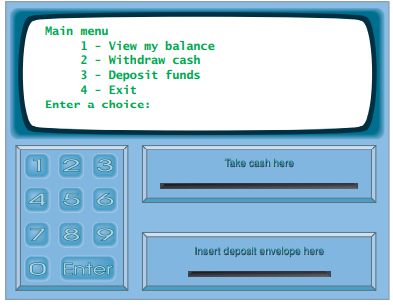 Main menu
1 - View my balance
2 - Withdraw cash
3 - Deposit funds
4 - Exit
Enter a choice:
1 2 3
4 5 6
7 8 9
0 Enter
Take cash here
Insert deposit envelope here